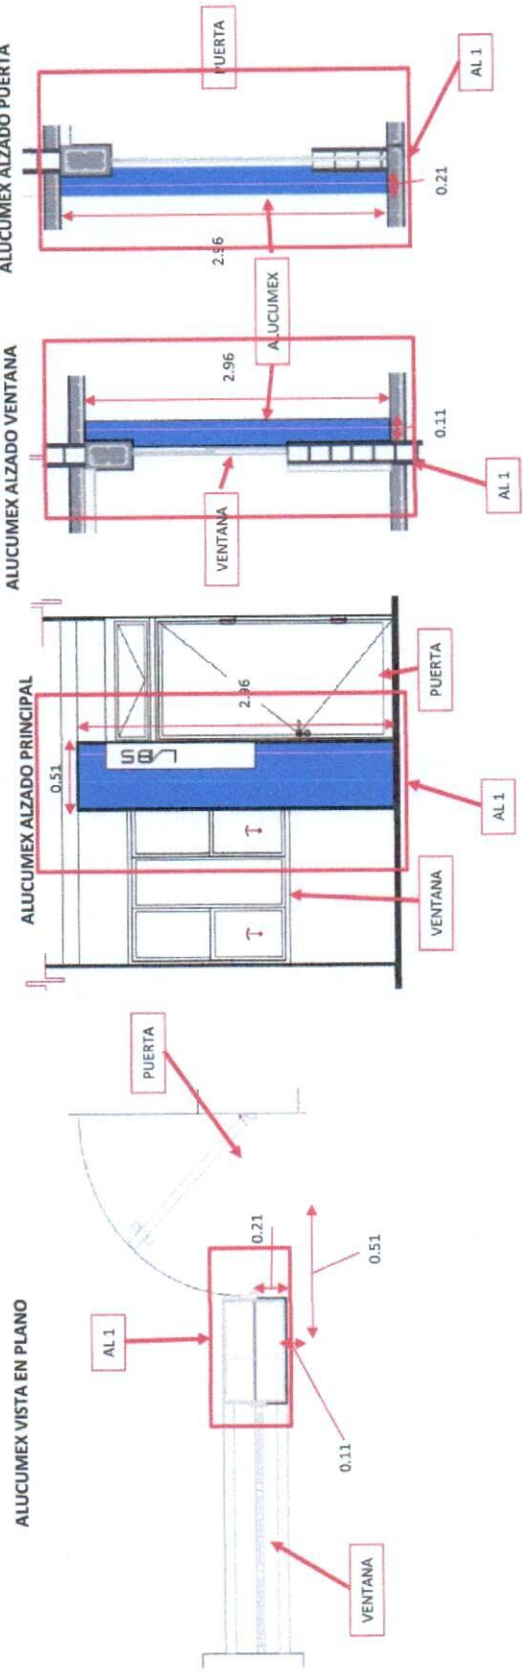 ALUCUMEX VISTA EN PLANO
AL 1
PUERTA
0.21
0.51
0.11
VENTANA
ALUCUMEX ALZADO PRINCIPAL
0.51
2.96
PUERTA
AL 1
VENTANA
ALUCUMEX ALZADO VENTANA
2.96
VENTANA
0.11
AL 1
ALUCUMEX
ALUCUMEX ALZADO PUERTA
PUERTA
2.96
0.21
AL 1